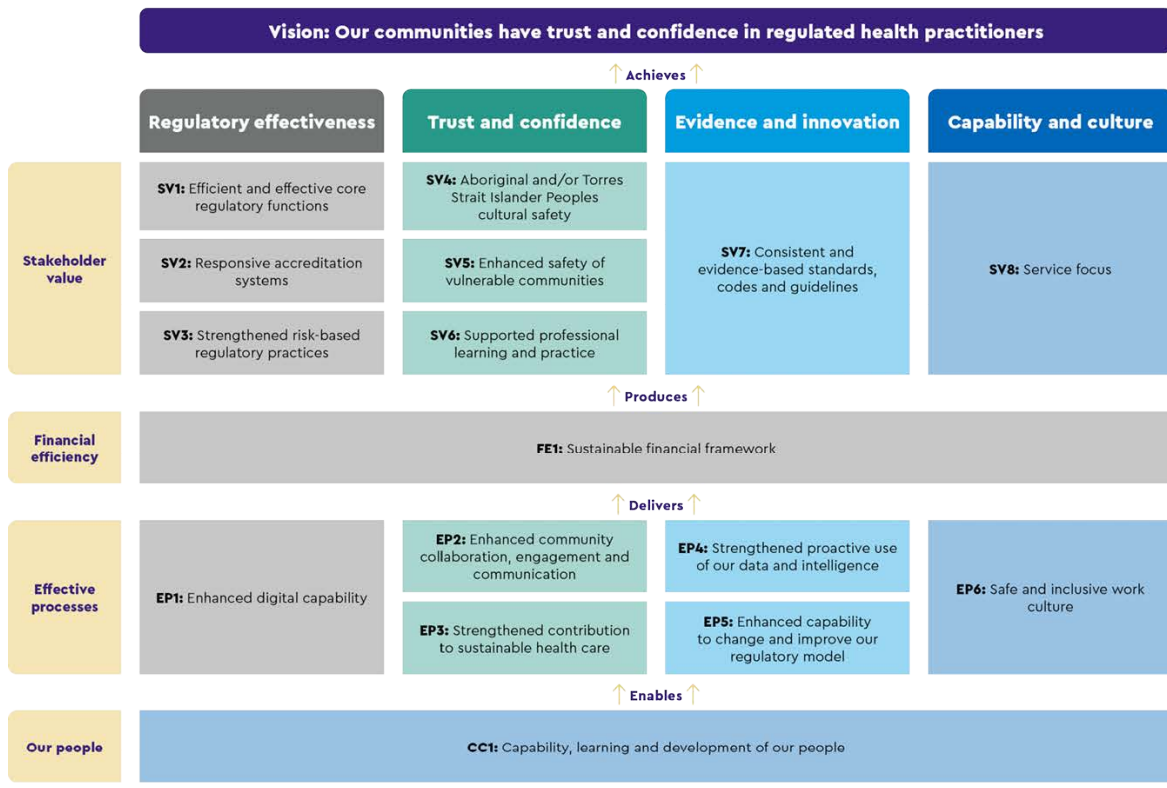 Vision: Our communities have trust and confidence in regulated health practitioners
↑ Achieves ↑
Regulatory effectiveness
Trust and confidence
Evidence and innovation
Capability and culture
Stakeholder
value
SV1: Efficient and effective core
regulatory functions
SV2: Responsive accreditation
systems
SV3: Strengthened risk-based
regulatory practices
SV4: Aboriginal and/or Torres
Strait Islander Peoples
cultural safety
SV5: Enhanced safety of
vulnerable communities
SV6: Supported professional
learning and practice
SV7: Consistent and
evidence-based standards,
codes and guidelines
SV8: Service focus
↑ Produces ↑
Financial
efficiency
FE1: Sustainable financial framework
↑ Delivers ↑
Effective
processes
EP1: Enhanced digital capability
EP2: Enhanced community
collaboration, engagement and
communication
EP3: Strengthened contribution
to sustainable health care
EP4: Strengthened proactive use
of our data and intelligence
EP5: Enhanced capability
to change and improve our
regulatory model
EP6: Safe and inclusive work
culture
↑ Enables ↑
Our people
CC1: Capability, learning and development of our people